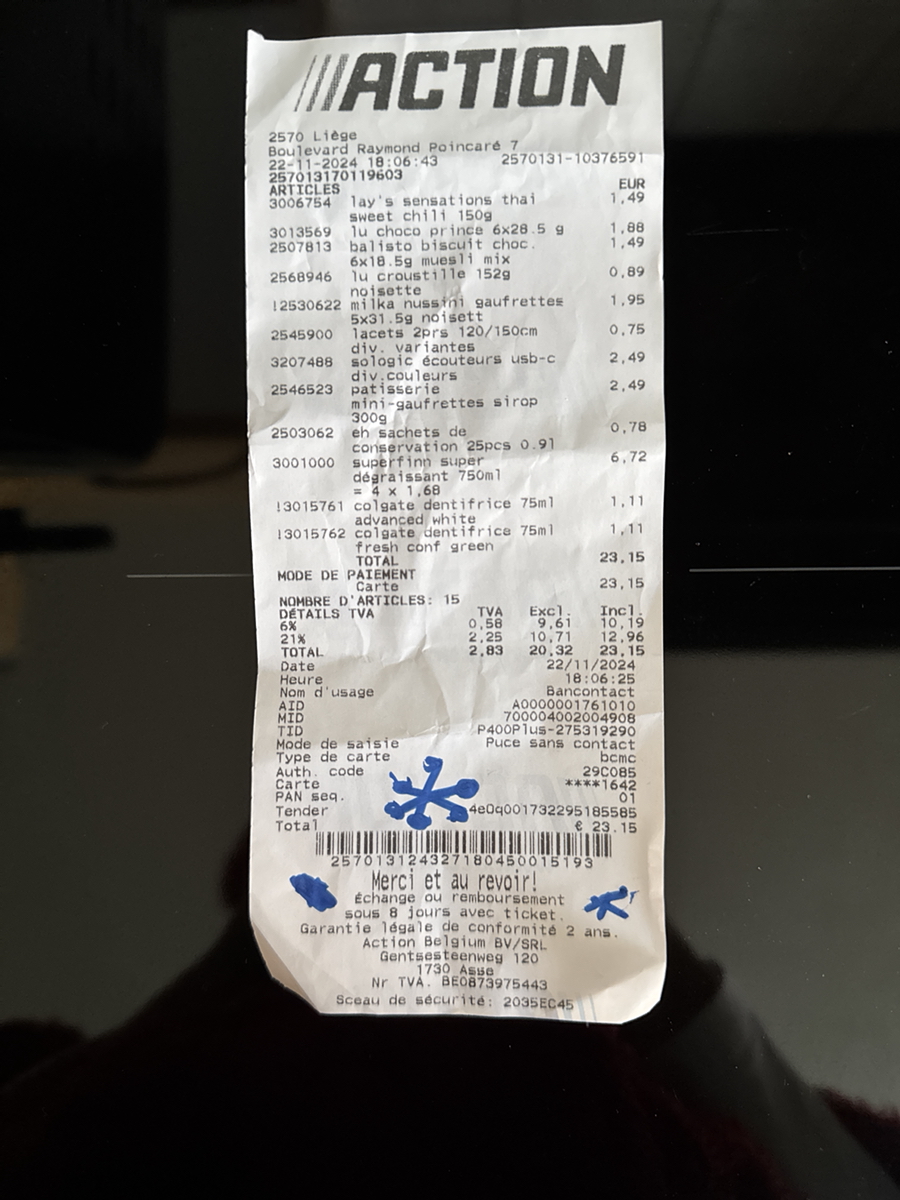 ACTION
2570 Liège
Boulevard Raymond Poincaré 7
22-11-2024 18:06:43 2570131-10376591
257013170119603
ARTICLES EUR
3006754 lay's sensations thai 1,49
sweet chili 150g
3013569 lu choco prince 6x28.5 g 1,88
2507813 balisto biscuit choc. 1,49
6x18.5g muesli mix
2568946 lu croustille 152g 0,89
noisette
!2530622 milka nussini gaufrettes 1,95
5x31.5g noisett
2545900 lacets 2prs 120/150cm 0,75
div. variantes
3207488 sologic écouteurs usb-c 2,49
div.couleurs
2546523 patisserie 2,49
mini-gaufrettes sirop
300g
2503062 eh sachets de 0,78
conservation 25pcs 0.9l
3001000 superfinn super 6,72
dégraissant 750ml
= 4 x 1,68
!3015761 colgate dentifrice 75ml 1,11
advanced white
!3015762 colgate dentifrice 75ml 1,11
fresh conf green
TOTAL 23,15
MODE DE PAIEMENT
Carte 23,15
NOMBRE D'ARTICLES: 15
DÉTAILS TVA TVA Excl. Incl.
6% 0,58 9,61 10,19
21% 2,25 10,71 12,96
TOTAL 2,83 20,32 23,15
Date 22/11/2024
Heure 18:06:25
Nom d'usage Bancontact
AID A0000001761010
MID 700004002004908
TID P400Plus-275319290
Mode de saisie Puce sans contact
Type de carte bcmc
Auth. code 29C085
Carte ****1642
PAN seq. 01
Tender 4e0q001732295185585
Total € 23.15
257013124327180450015193
Merci et au revoir!
Échange ou remboursement
sous 8 jours avec ticket.
Garantie légale de conformité 2 ans.
Action Belgium BV/SRL
Gentsesteenweg 120
1730 Asse
Nr TVA. BE0873975443
Sceau de sécurité: 2035EC45